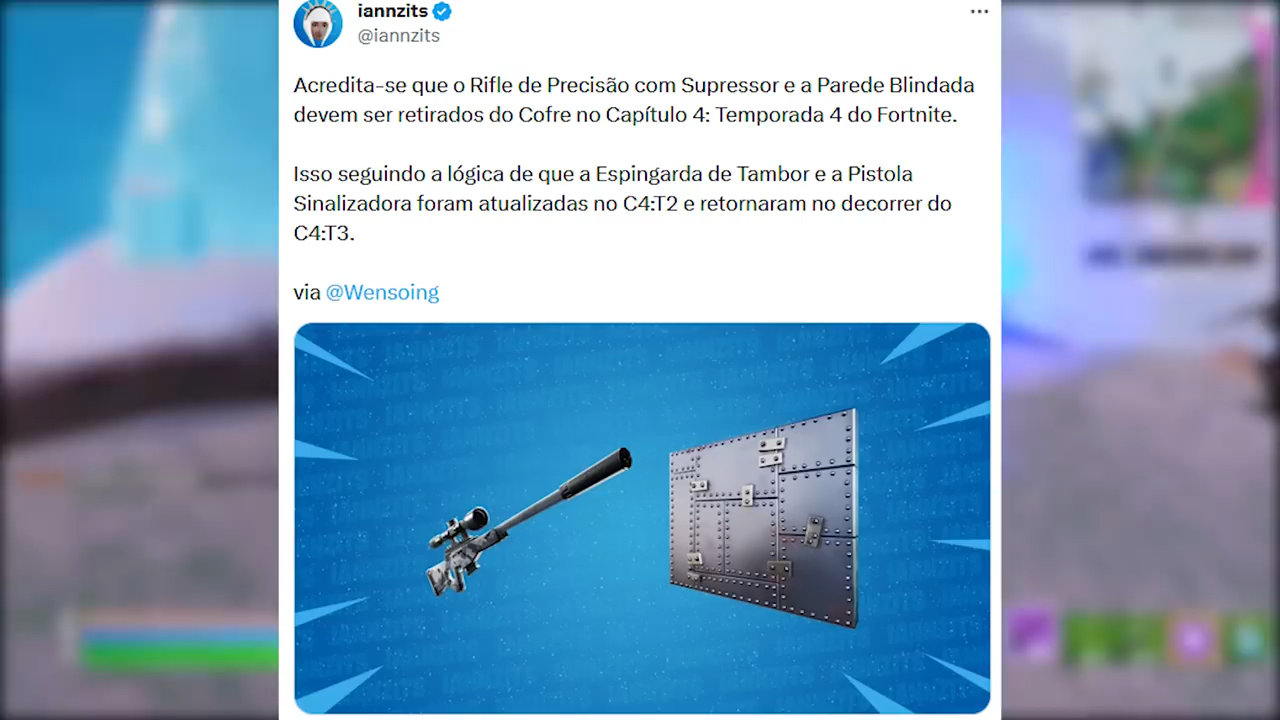 iannzits
@iannzits
Acredita-se que o Rifle de Precisão com Supressor e a Parede Blindada
devem ser retirados do Cofre no Capítulo 4: Temporada 4 do Fortnite.
Isso seguindo a lógica de que a Espingarda de Tambor e a Pistola
Sinalizadora foram atualizadas no C4:T2 e retornaram no decorrer do
C4:T3.
via @Wensoing